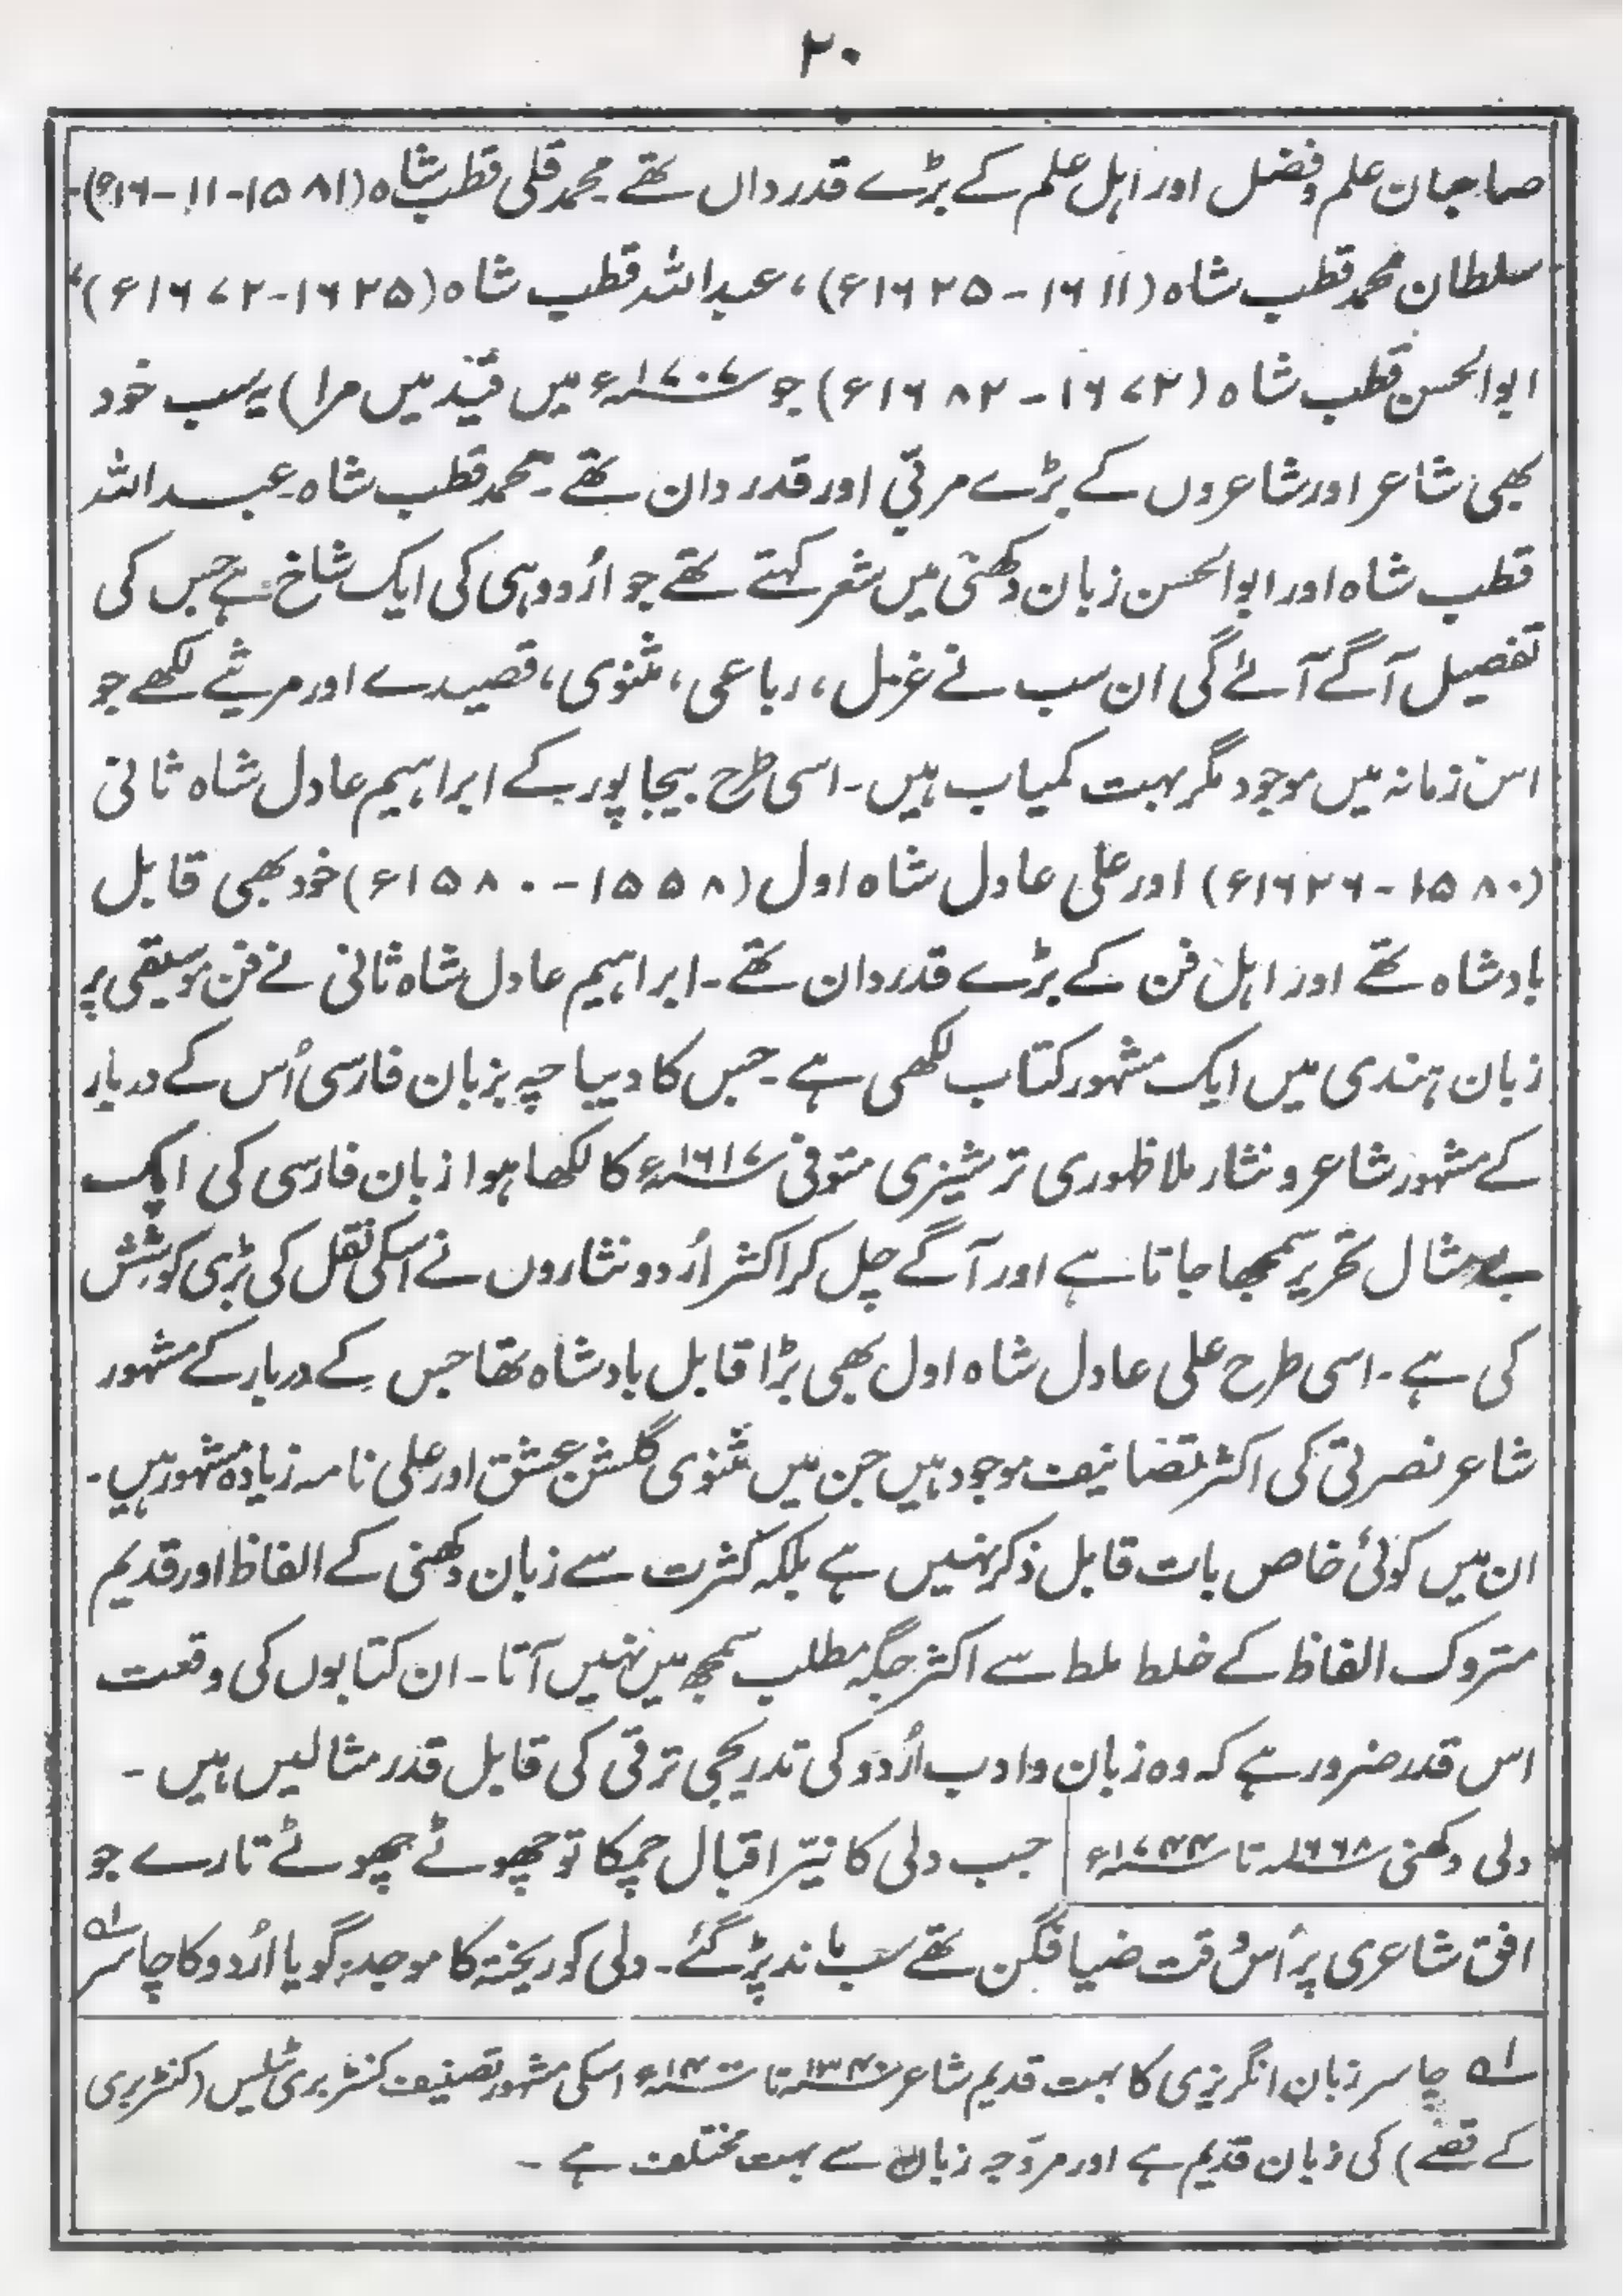 ۲۰
صاحبان علم و فضل اور اہل علم کے بڑے قدرداں تھے۔ محمد قلی قطب شاہ (۱۵۸۱-۱۱-۱۶ء)۔
سلطان محمد قطب شاہ (۱۶۱۱-۱۶۲۵ء)، عبداللہ قطب شاہ (۱۶۲۵-۱۶۷۲ء)،
ابوالحسن قطب شاہ (۱۶۷۲-۱۶۸۲ء) جو ۱۷۰۷ء میں قید میں مرا) یہ سب خود
بھی شاعر اور شاعروں کے بڑے مربّی اور قدردان تھے۔ محمد قطب شاہ۔ عبداللہ
قطب شاہ اور ابوالحسن زبان دکھنی میں شعر کہتے تھے جو اُردو ہی کی ایک شاخ ہے جس کی
تفصیل آگے آئے گی ان سب نے غزل، رباعی، مثنوی، قصیدے اور مرثیے لکھے جو
اس زمانہ میں موجود مگر بہت کمیاب ہیں۔ اسی طرح بیجا پور کے ابراہیم عادل شاہ ثانی
(۱۵۸۰-۱۶۲۶ء) اور علی عادل شاہ اول (۱۵۵۸-۱۵۸۰ء) خود بھی قابل
بادشاہ تھے اور اہل فن کے بڑے قدردان تھے۔ ابراہیم عادل شاہ ثانی نے فن موسیقی پر
زبان ہندی میں ایک مشہور کتاب لکھی ہے۔ جس کا دیباچہ بزبان فارسی اُس کے دربار
کے مشہور شاعر و نثار ملا ظہوری ترشیزی متوفی ۱۶۱۷ء کا لکھا ہوا زبان فارسی کی ایک
بےمثال تحریر سمجھا جاتا ہے اور آگے چل کر اکثر اُردو نثاروں نے اسکی نقل کی بڑی کوشش
کی ہے۔ اسی طرح علی عادل شاہ اول بھی بڑا قابل بادشاہ تھا جس کے دربار کے مشہور
شاعر نصرتی کی اکثر تصانیف موجود ہیں جن میں مثنوی گلشن عشق اور علی نامہ زیادہ مشہور ہیں۔
ان میں کوئی خاص بات قابل ذکر نہیں ہے بلکہ کثرت سے زبان دکھنی کے الفاظ اور قدیم
متروک الفاظ کے خلط ملط سے اکثر جگہ مطلب سمجھ میں نہیں آتا۔ ان کتابوں کی وقعت
اس قدر ضرور ہے کہ وہ زبان و ادب اُردو کی تدریجی ترقی کی قابل قدر مثالیں ہیں۔
ولی دکھنی ۱۶۶۸ء تا ۱۷۴۴ء جب ولی کا نیّر اقبال چمکا تو چھوٹے چھوٹے تارے جو
افق شاعری پر اُس وقت ضیا فگن تھے سب ماند پڑ گئے۔ ولی کو ریختہ کا موجد گویا اُردو کا چاسر ۱ھ
۱ھ چاسر زبان انگریزی کا بہت قدیم شاعر ۱۳۴۰ء تا ۱۴۰۰ء اسکی مشہور تصنیف کنٹربری ٹیلیس (کنٹربری
کے قصے) کی زبان قدیم ہے اور مروّجہ زبان سے بہت مختلف ہے۔